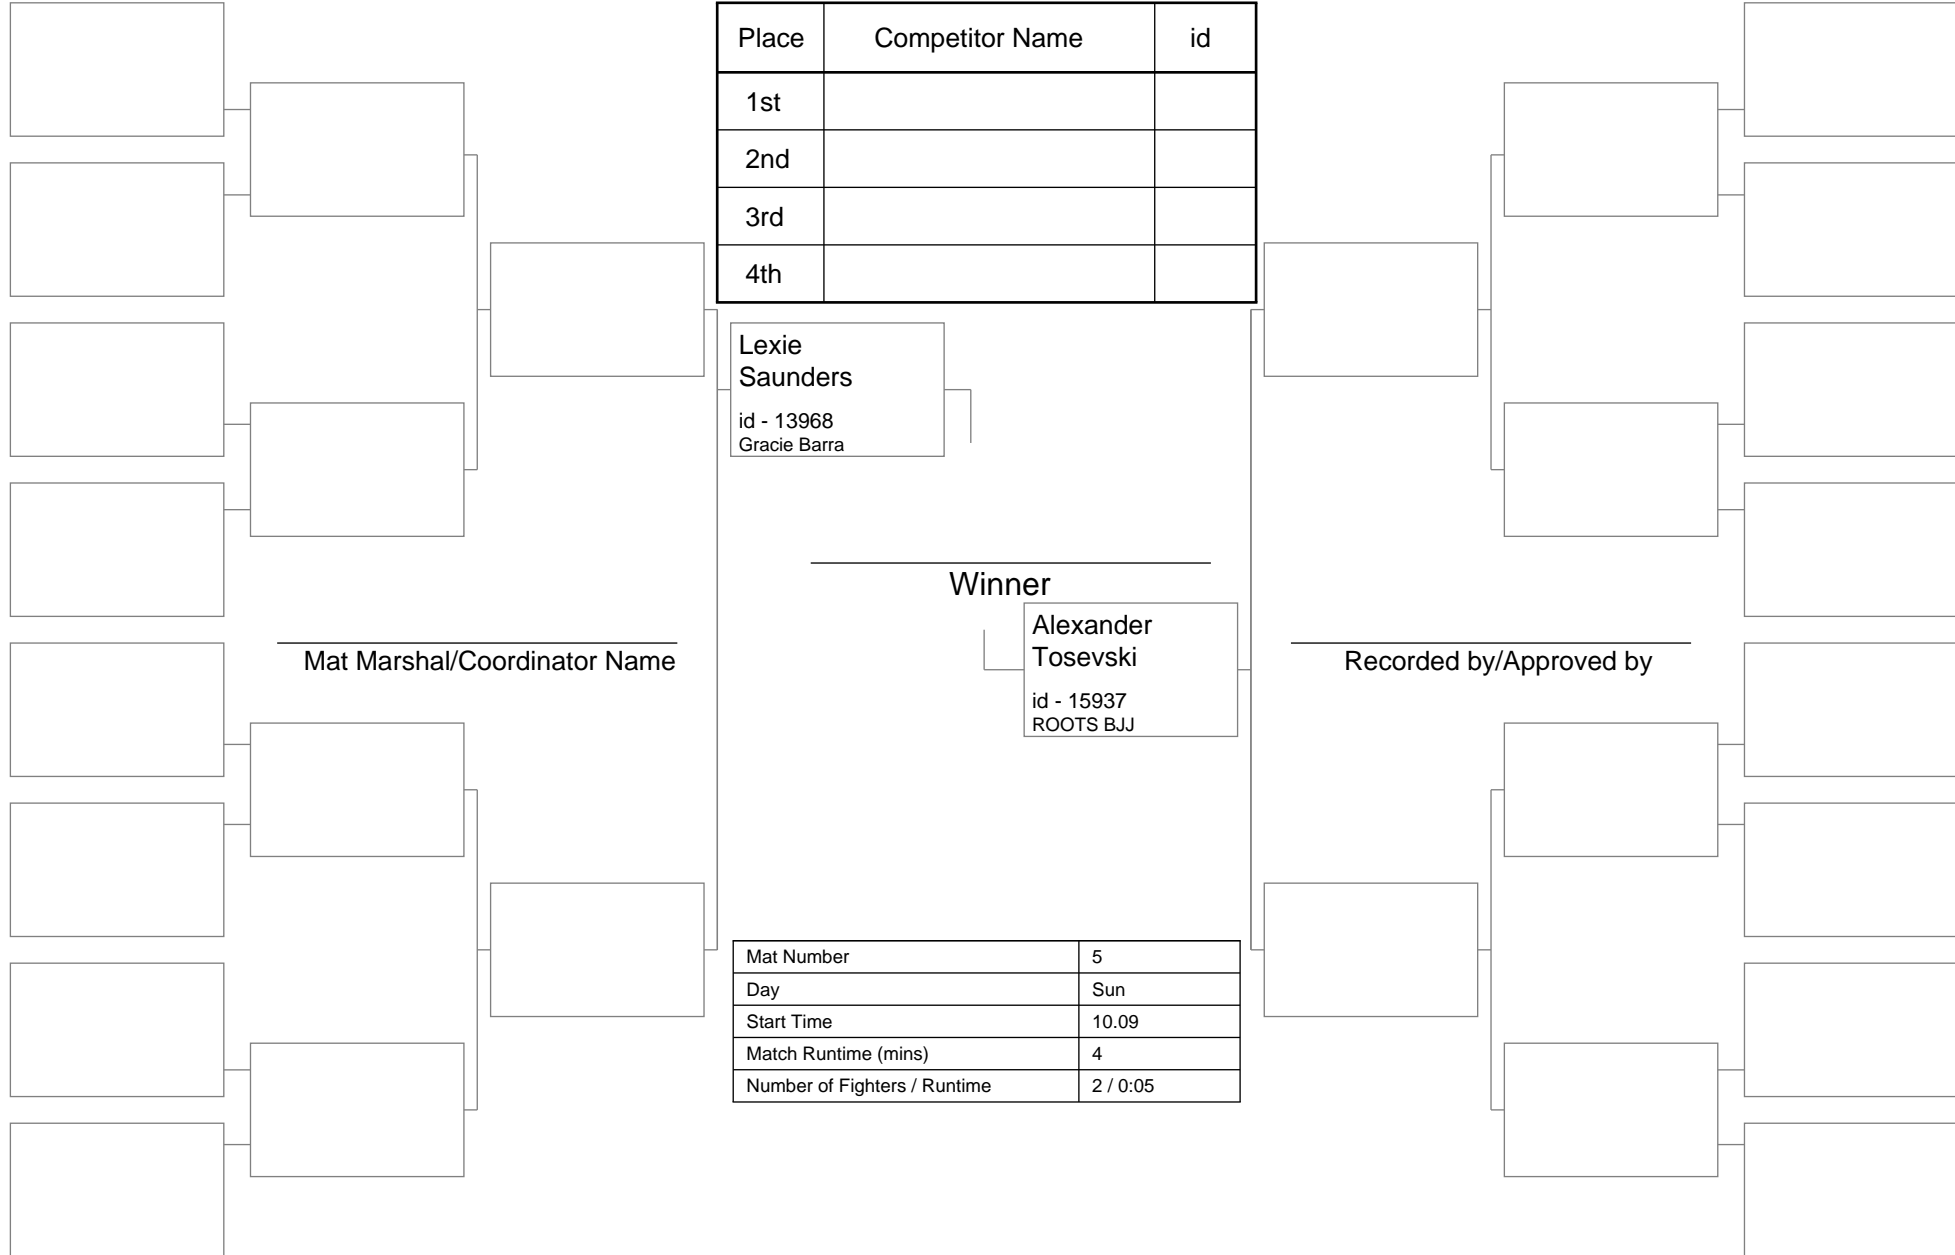 Place Competitor Name id
1st
2nd
3rd
4th
Lexie
Saunders
id - 13968
Gracie Barra
Winner
Alexander
Tosevski
id - 15937
ROOTS BJJ
Mat Marshal/Coordinator Name
Recorded by/Approved by
Mat Number 5
Day Sun
Start Time 10.09
Match Runtime (mins) 4
Number of Fighters / Runtime 2 / 0:05